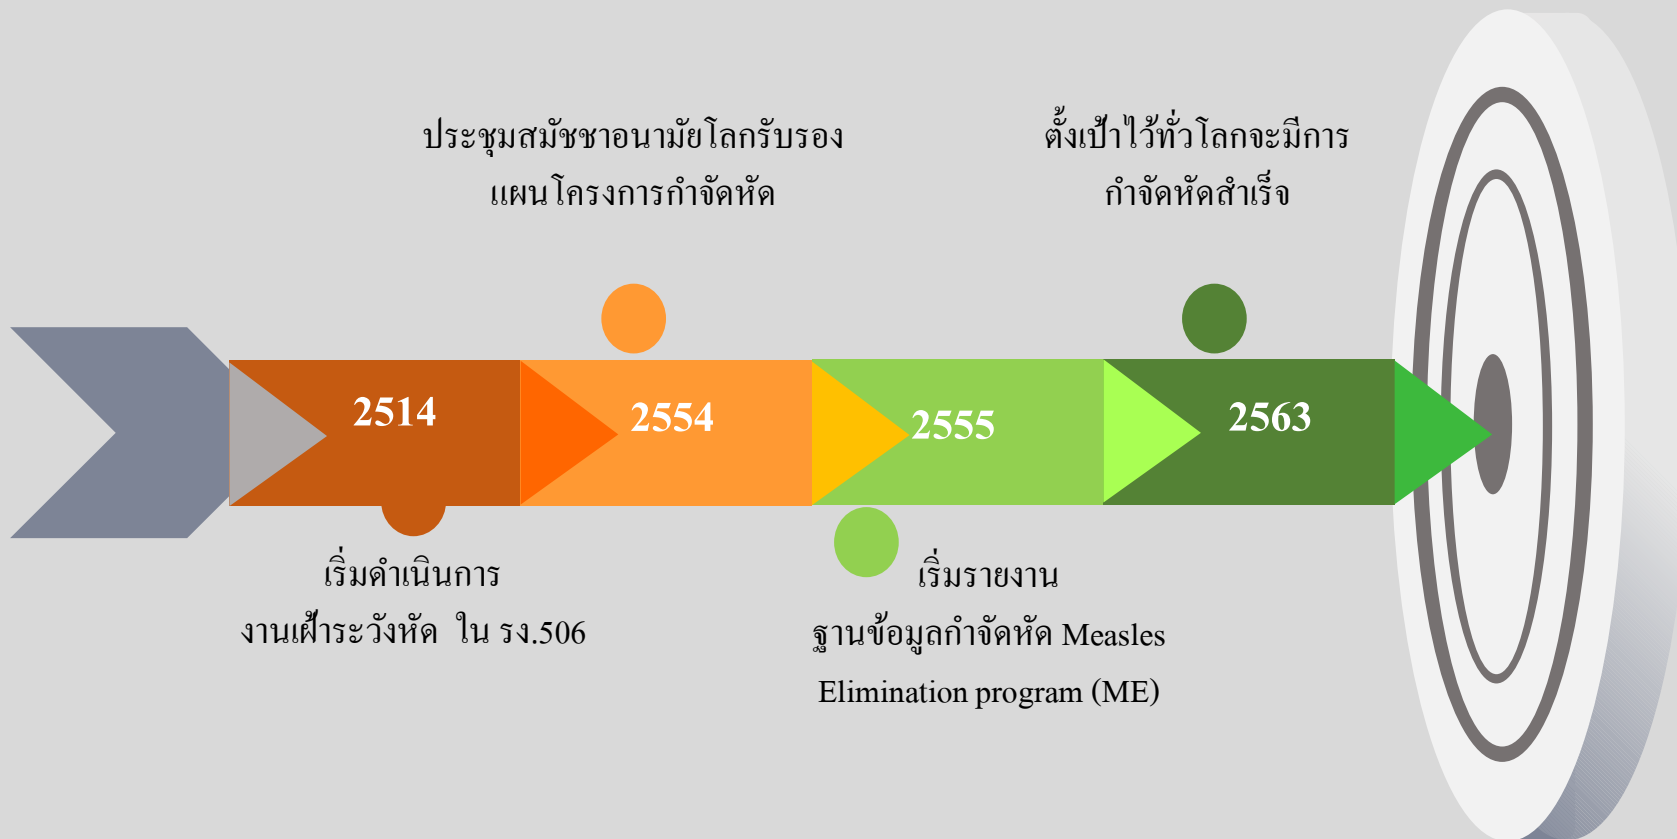 ประชุมสมัชชาอนามัยโลกรับรอง
แผนโครงการกำจัดหัด
ตั้งเป้าไว้ทั่วโลกจะมีการ
กำจัดหัดสำเร็จ
2514
2554
2555
2563
เริ่มดำเนินการ
งานเฝ้าระวังหัด ใน รง.506
เริ่มรายงาน
ฐานข้อมูลกำจัดหัด Measles
Elimination program (ME)